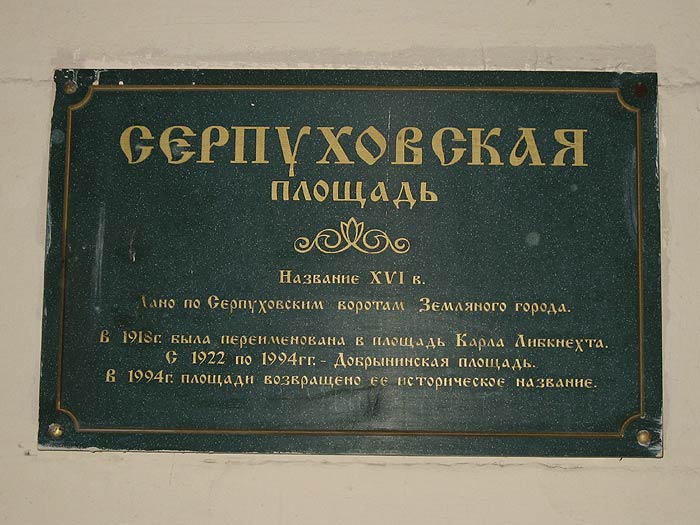 СЕРПУХОВСКАЯ
ПЛОЩАДЬ
Название XVI в.
Дано по Серпуховским воротам Земляного города.
В 1918г. была переименована в площадь Карла Либкнехта.
С 1922 по 1994гг. - Добрынинская площадь.
В 1994г. площади возвращено ее историческое название.